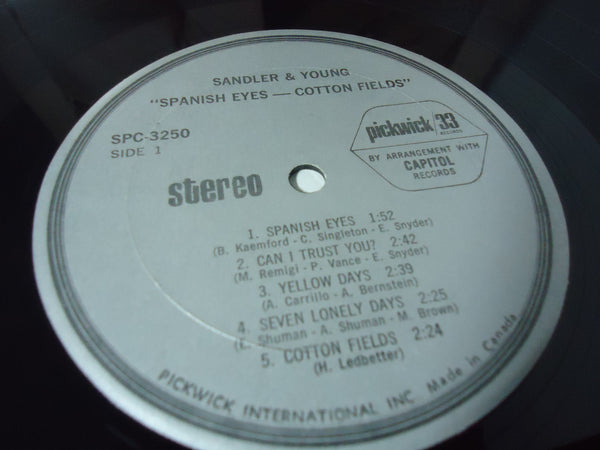 SANDLER & YOUNG
"SPANISH EYES — COTTON FIELDS"
SPC-3250
SIDE 1
pickwick/33
RECORDS
BY ARRANGEMENT WITH
CAPITOL
RECORDS
stereo
1. SPANISH EYES 1:52
(B. Kaemford - C. Singleton - E. Snyder)
2. CAN I TRUST YOU? 2:42
(M. Remigi - P. Vance - E. Snyder)
3. YELLOW DAYS 2:39
(A. Carrillo - A. Bernstein)
4. SEVEN LONELY DAYS 2:25
(E. Shuman - A. Shuman - M. Brown)
5. COTTON FIELDS 2:24
(H. Ledbetter)
PICKWICK INTERNATIONAL INC. Made in Canada